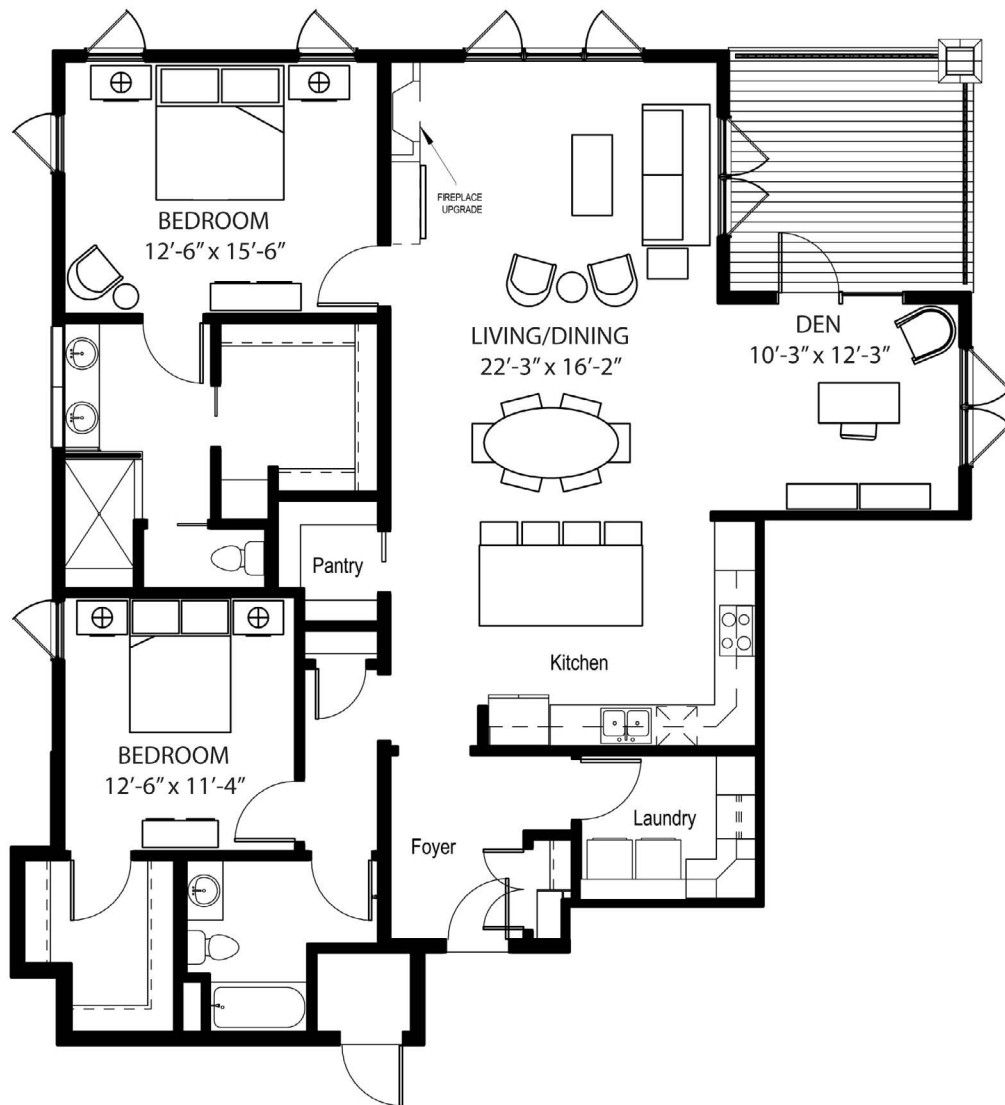 FIREPLACE
UPGRADE
BEDROOM
12’-6” x 15’-6”
LIVING/DINING
22’-3” x 16’-2”
DEN
10’-3” x 12’-3”
Pantry
Kitchen
BEDROOM
12’-6” x 11’-4”
Laundry
Foyer